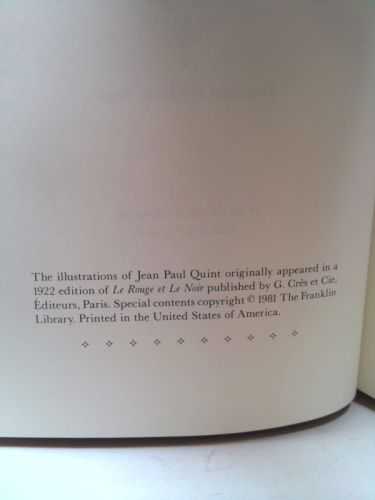 The illustrations of Jean Paul Quint originally appeared in a
1922 edition of Le Rouge et Le Noir published by G. Crès et Cie,
Éditeurs, Paris. Special contents copyright © 1981 The Franklin
Library. Printed in the United States of America.